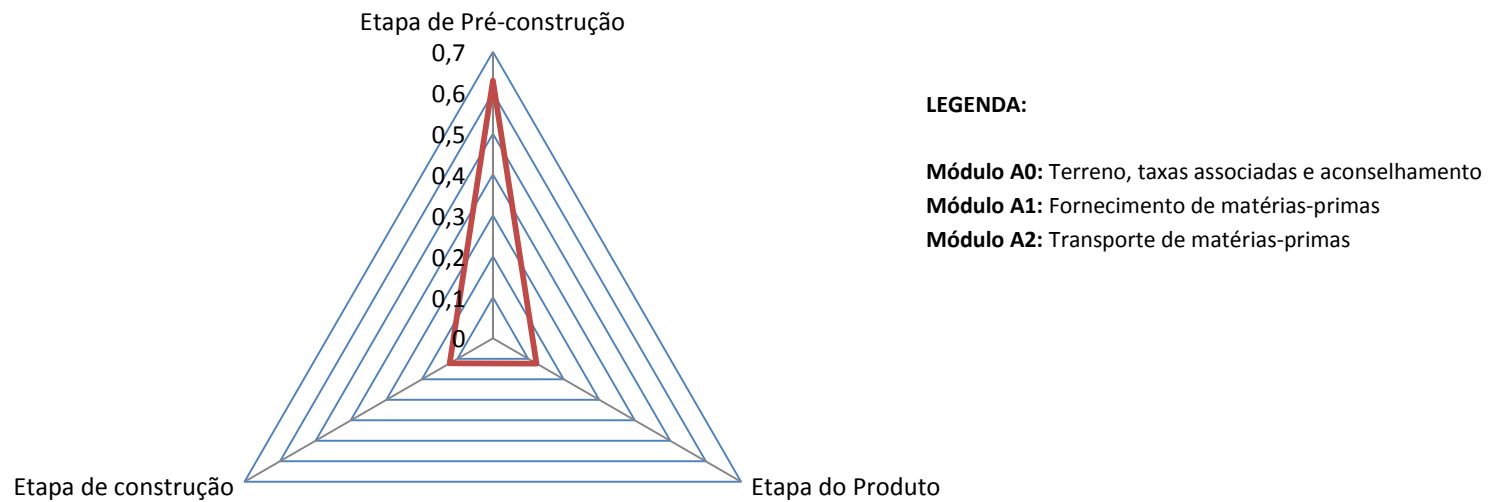 Etapa de Pré-construção
0,7
0,6
0,5
0,4
0,3
0,2
0,1
0
Etapa de construção
Etapa do Produto
LEGENDA:
Módulo A0: Terreno, taxas associadas e aconselhamento
Módulo A1: Fornecimento de matérias-primas
Módulo A2: Transporte de matérias-primas